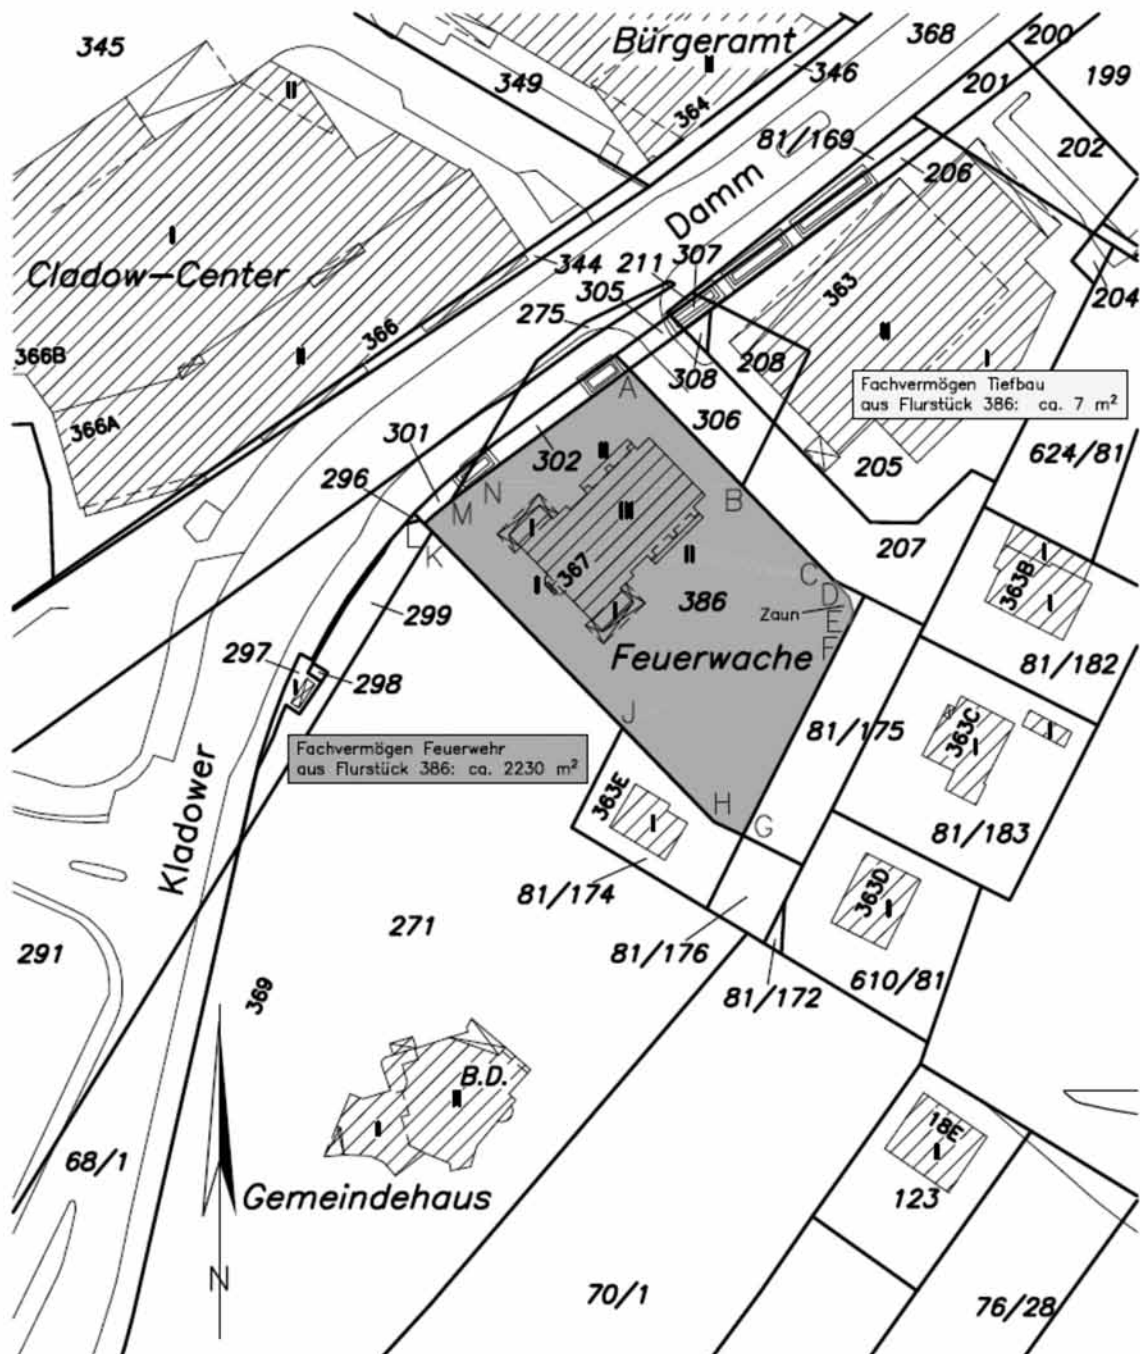 345
Bürgeramt
368
200
349
346
201
199
364
81/169
202
206
Damm
Cladow-Center
344
211
307
363
204
305
275
366
366B
308
208
Fachvermögen Tiefbau
aus Flurstück 386: ca. 7 m²
A
366A
306
301
302
205
624/81
296
N
M
B
K
207
367
C
363B
299
386
D
Zaun
E
F
Feuerwache
81/182
297
298
J
81/175
363C
Fachvermögen Feuerwehr
aus Flurstück 386: ca. 2230 m²
Kladower
363E
H
G
81/183
363D
81/174
271
291
81/176
610/81
369
81/172
B.D.
18E
68/1
Gemeindehaus
123
N
70/1
76/28